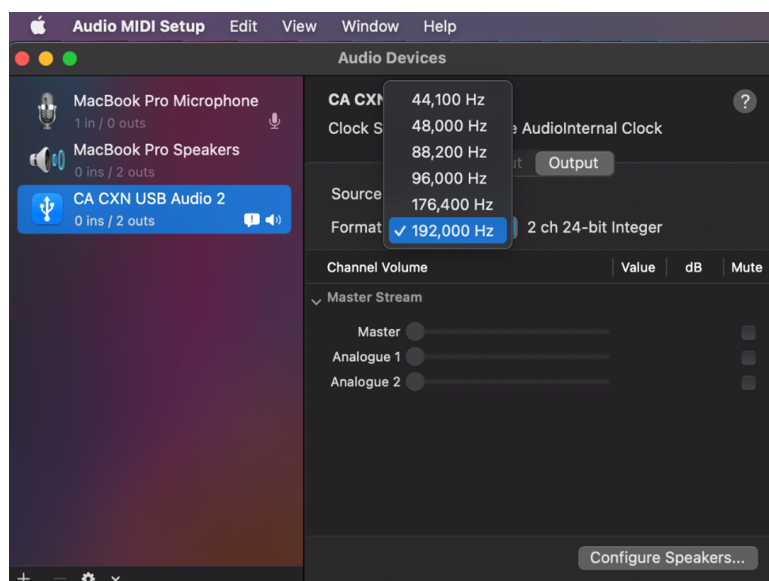 Audio MIDI Setup Edit View Window Help
Audio Devices
MacBook Pro Microphone
1 in / 0 outs
MacBook Pro Speakers
0 ins / 2 outs
CA CXN USB Audio 2
0 ins / 2 outs
CA CXN
?
Clock S
AudioInternal Clock
44,100 Hz
48,000 Hz
88,200 Hz
96,000 Hz
176,400 Hz
✓ 192,000 Hz
Output
Source
Format
2 ch 24-bit Integer
Channel Volume Value dB Mute
Master Stream
Master
Analogue 1
Analogue 2
Configure Speakers...